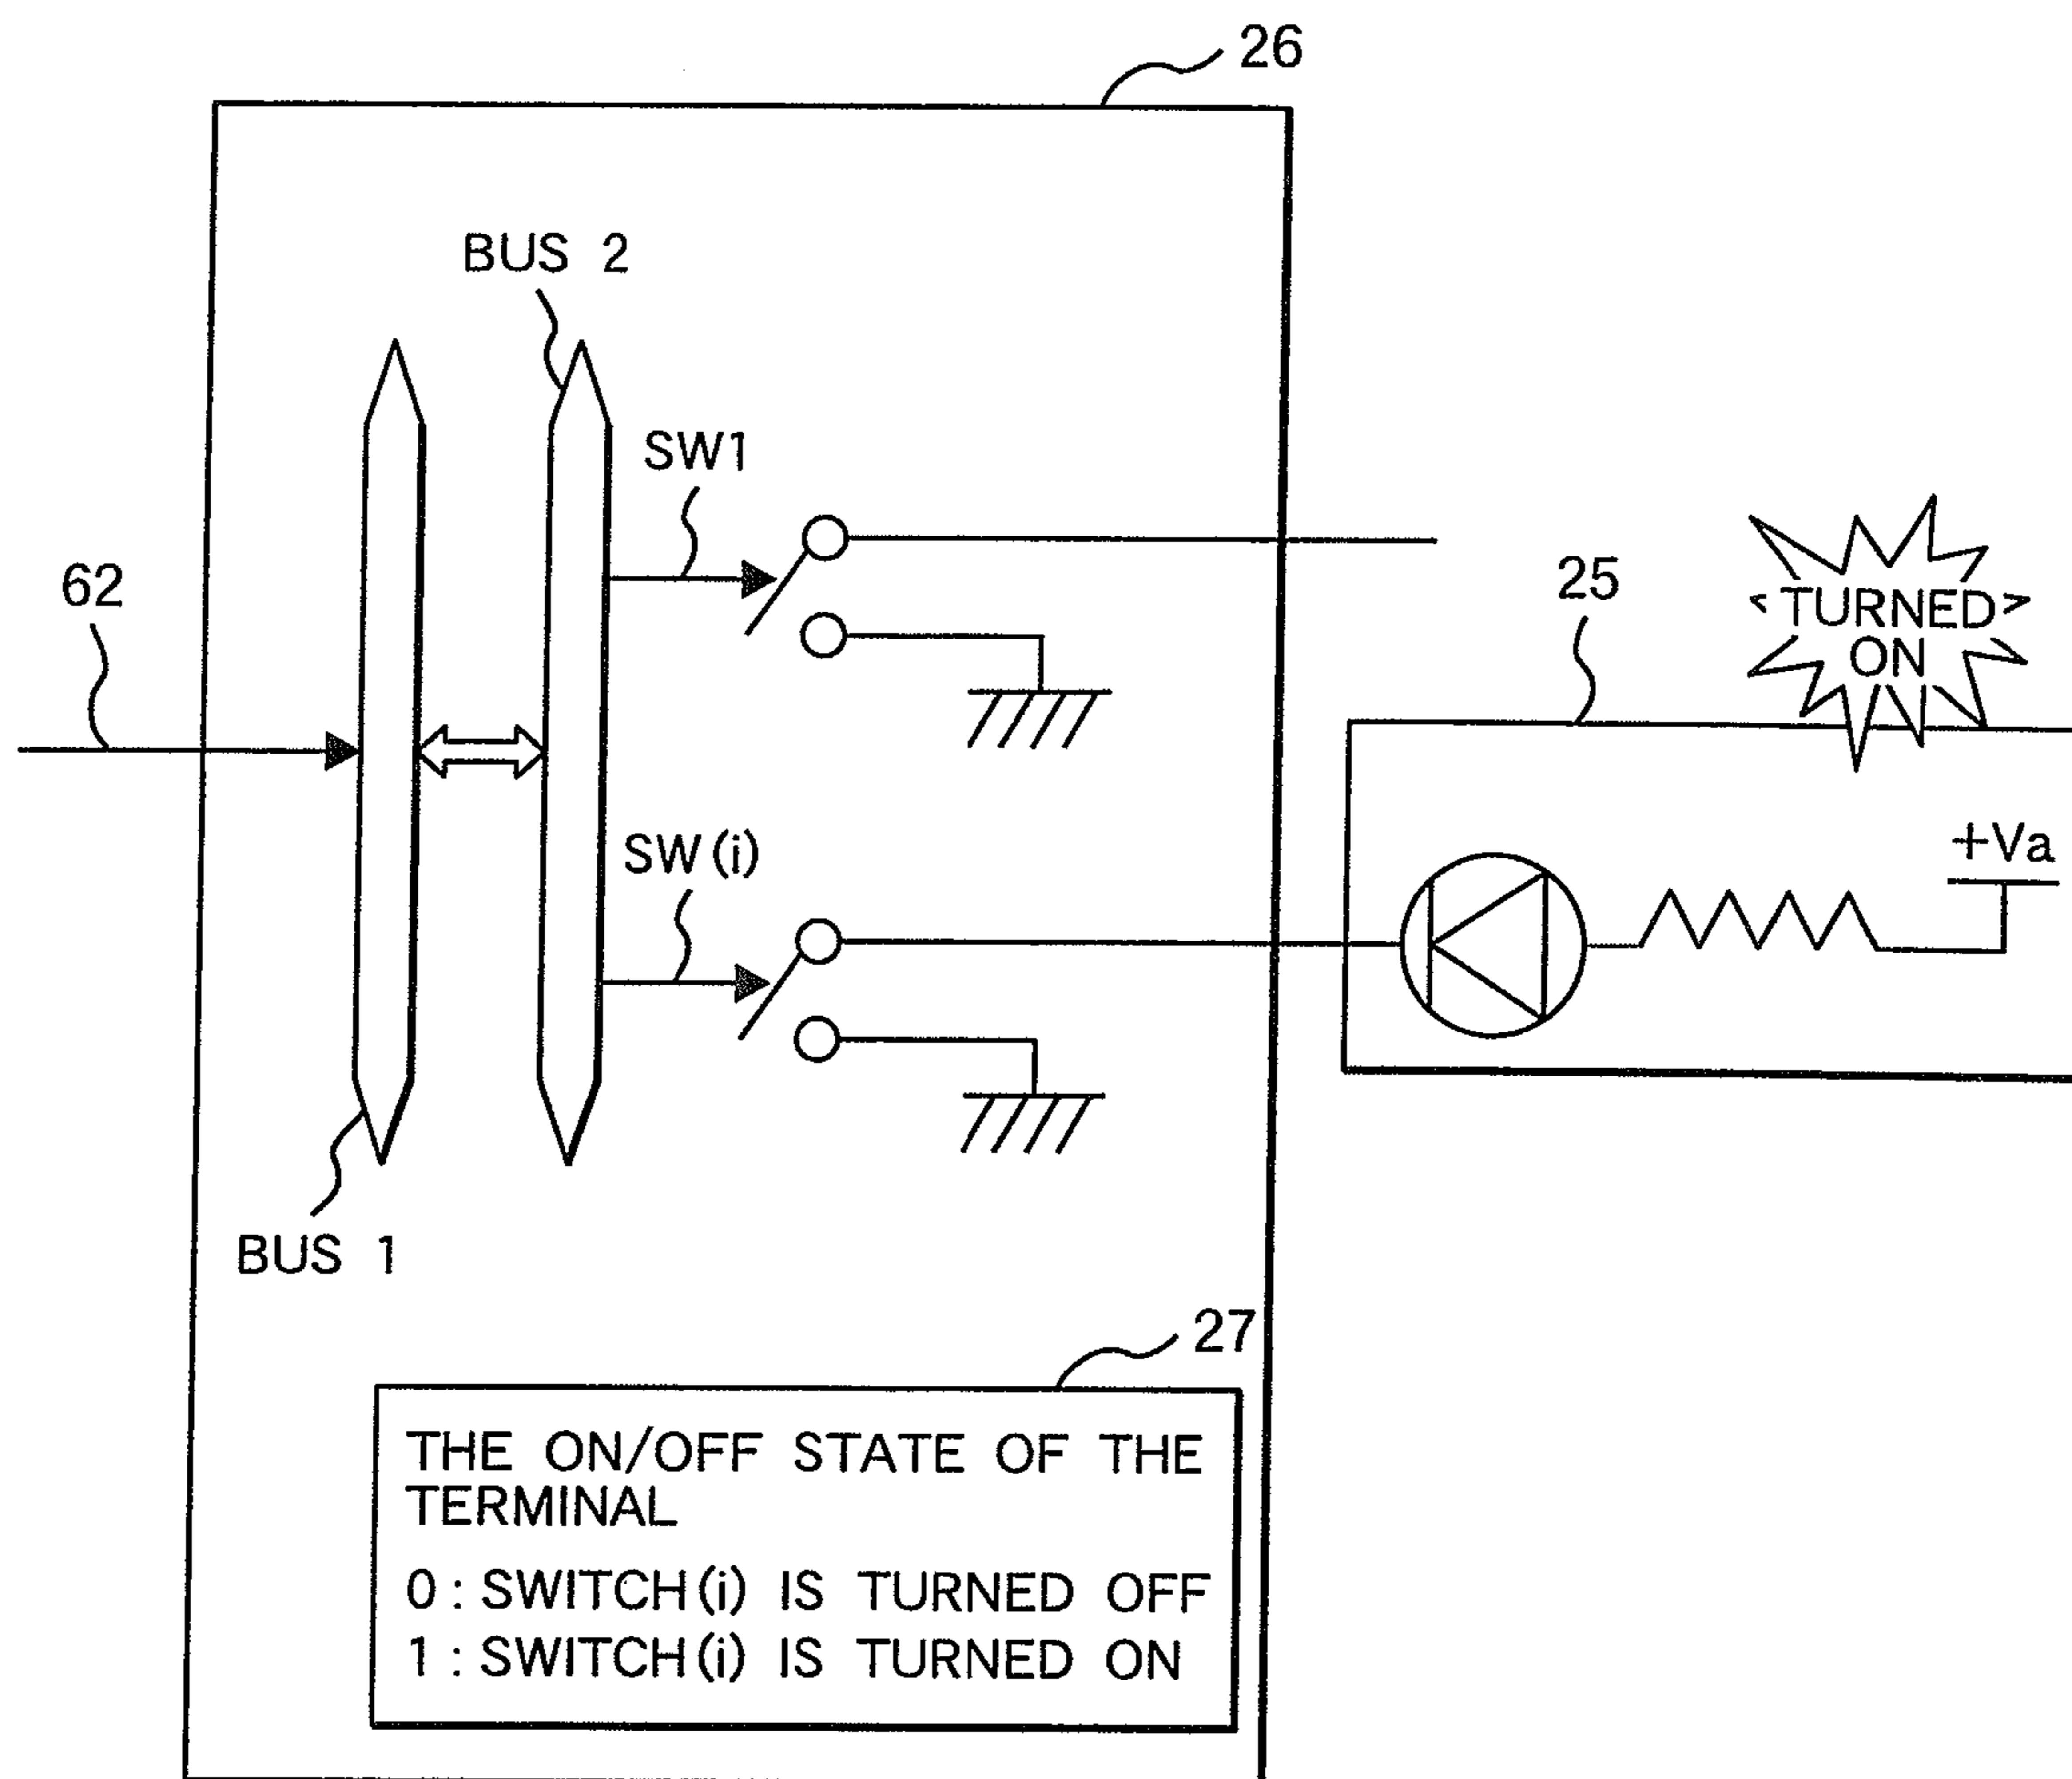 26
BUS 2
SW1
62
25
TURNED
ON
+Va
SW(i)
BUS 1
27
THE ON/OFF STATE OF THE
TERMINAL
0 : SWITCH(i) IS TURNED OFF
1 : SWITCH(i) IS TURNED ON